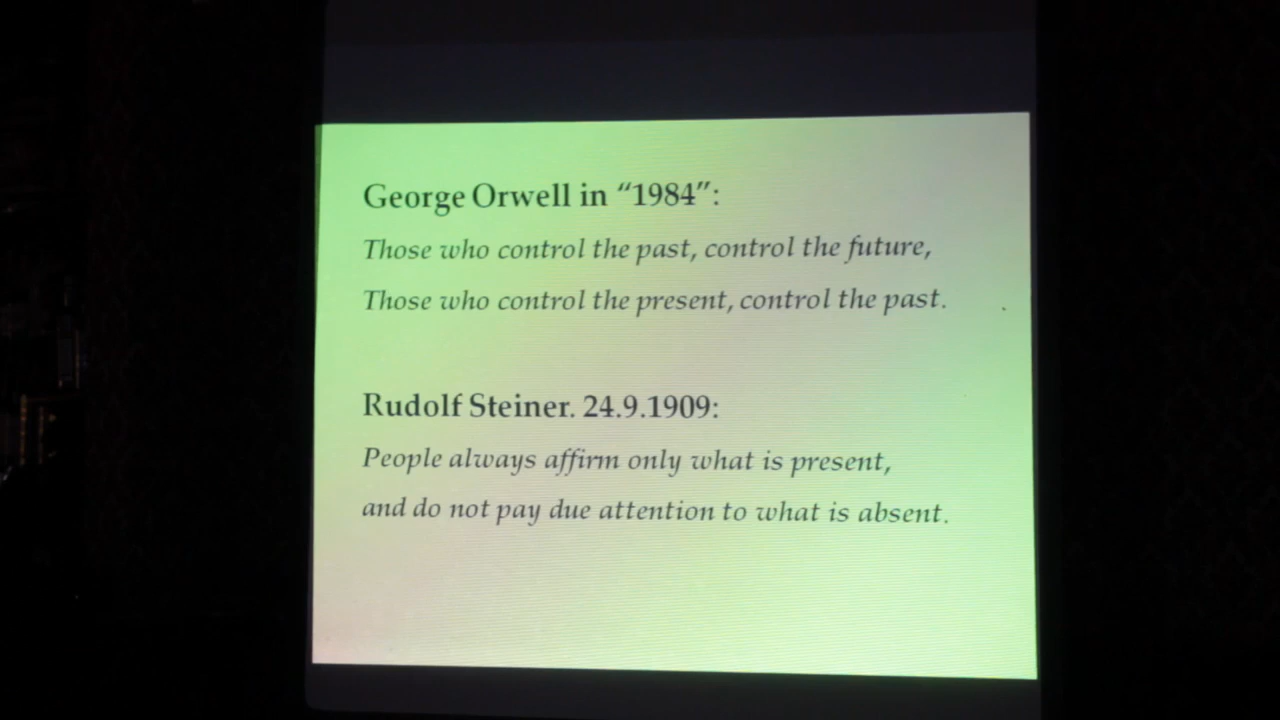 George Orwell in “1984”:
Those who control the past, control the future,
Those who control the present, control the past.
Rudolf Steiner. 24.9.1909:
People always affirm only what is present,
and do not pay due attention to what is absent.